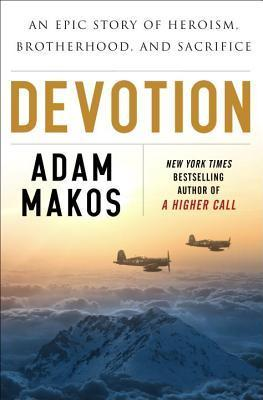 AN EPIC STORY OF HEROISM,
BROTHERHOOD, AND SACRIFICE
DEVOTION
ADAM
MAKOS
NEW YORK TIMES
BESTSELLING
AUTHOR OF
A HIGHER CALL